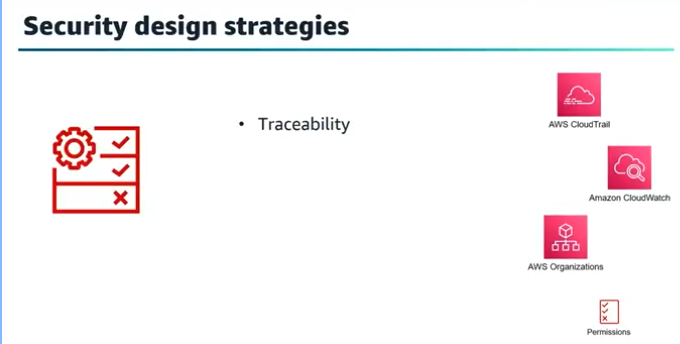 Security design strategies
• Traceability
AWS CloudTrail
Amazon CloudWatch
AWS Organizations
Permissions